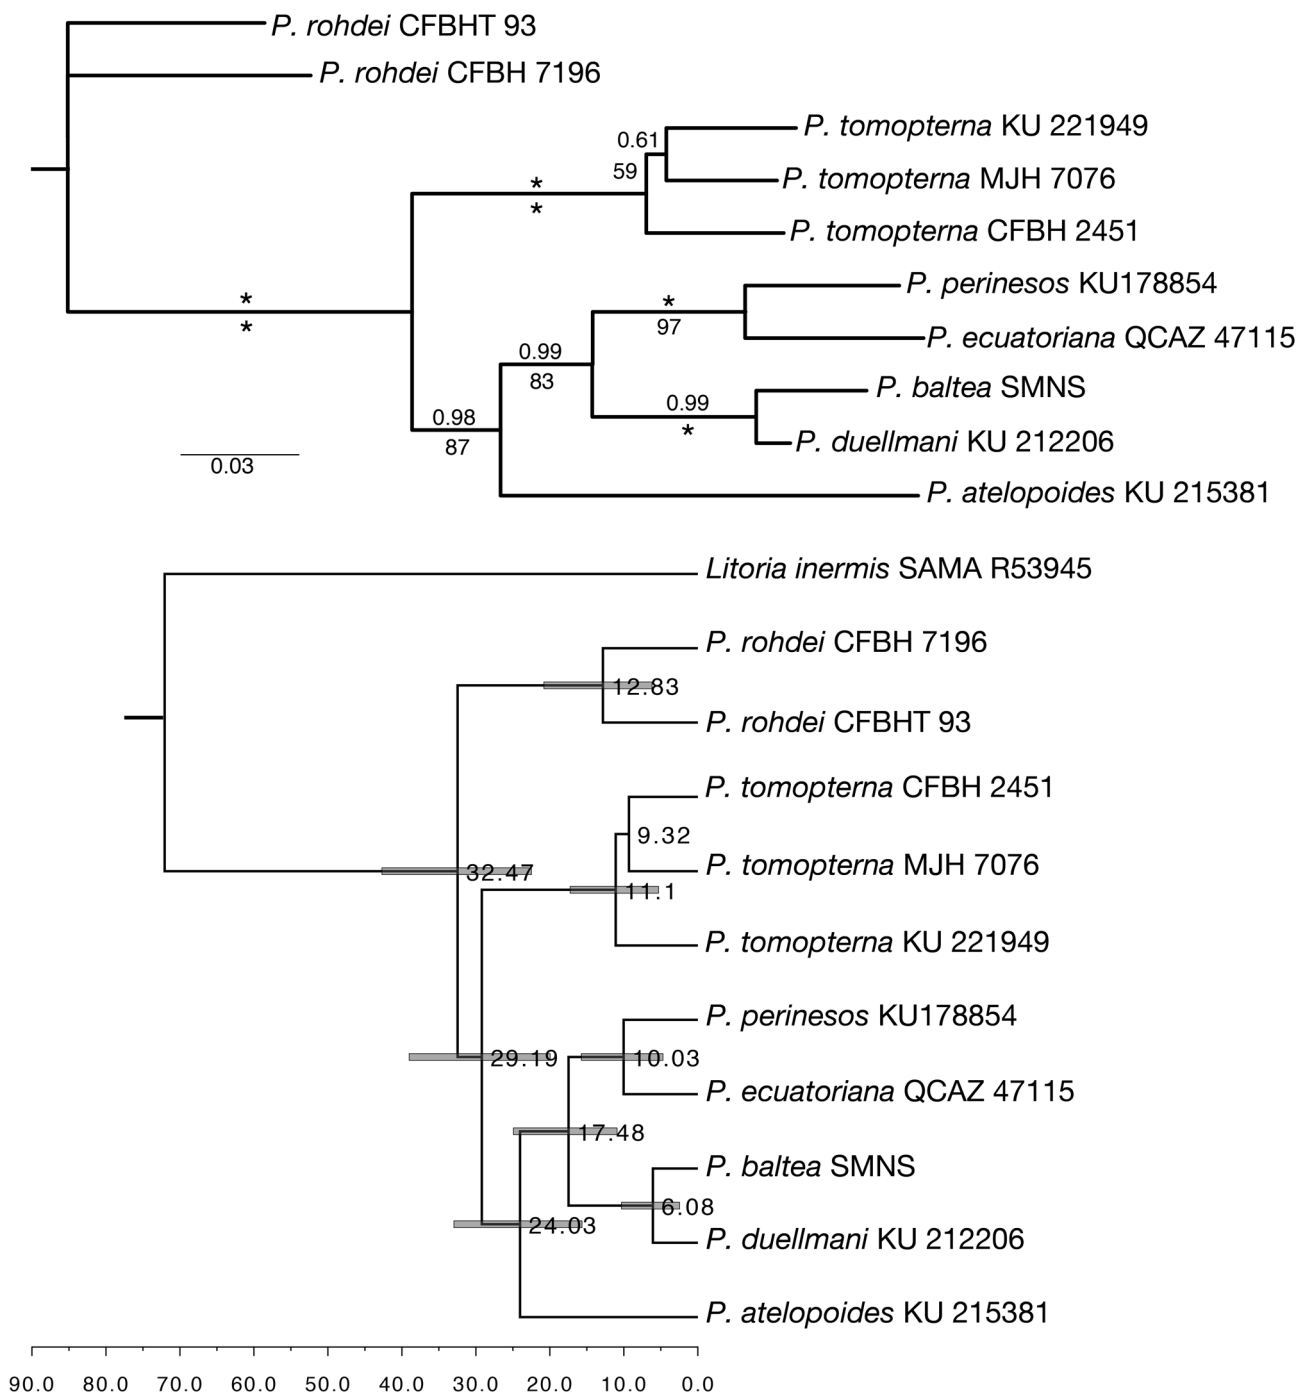 P. rohdei CFBHT 93
P. rohdei CFBH 7196
P. tomopterna KU 221949
0.61
59
P. tomopterna MJH 7076
*
*
P. tomopterna CFBH 2451
P. perinesos KU178854
*
*
*
97
P. ecuatoriana QCAZ 47115
0.99
83
P. baltea SMNS
0.99
*
0.98
87
P. duellmani KU 212206
0.03
P. atelopoides KU 215381
Litoria inermis SAMA R53945
P. rohdei CFBH 7196
12.83
P. rohdei CFBHT 93
P. tomopterna CFBH 2451
9.32
P. tomopterna MJH 7076
32.47
11.1
P. tomopterna KU 221949
P. perinesos KU178854
29.19
10.03
P. ecuatoriana QCAZ 47115
17.48
P. baltea SMNS
6.08
24.03
P. duellmani KU 212206
P. atelopoides KU 215381
90.0 80.0 70.0 60.0 50.0 40.0 30.0 20.0 10.0 0.0